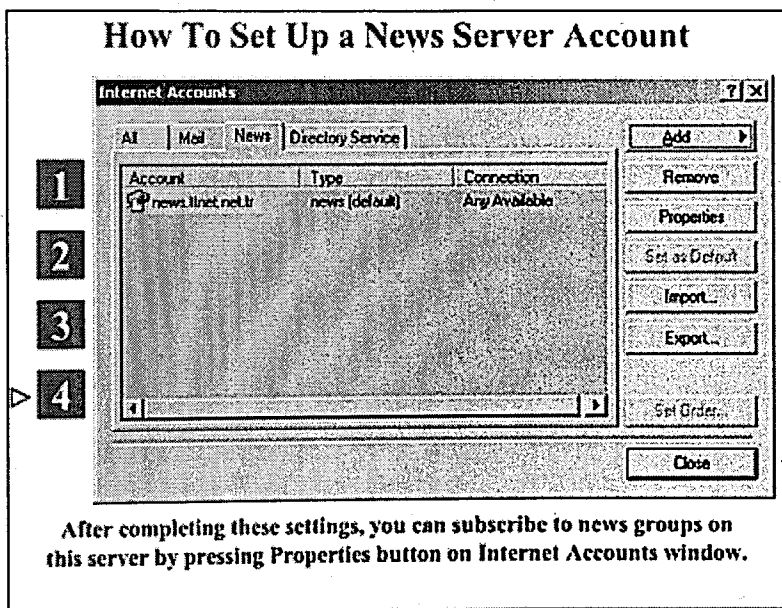 How To Set Up a News Server Account
Internet Accounts
All Mail News Directory Service
Add
1
Account Type Connection
Remove
news.ttnet.net.tr news (default) Any Available
Properties
2
Set as Default
Import...
3
Export...
4
Set Order...
Close
After completing these settings, you can subscribe to news groups on
this server by pressing Properties button on Internet Accounts window.